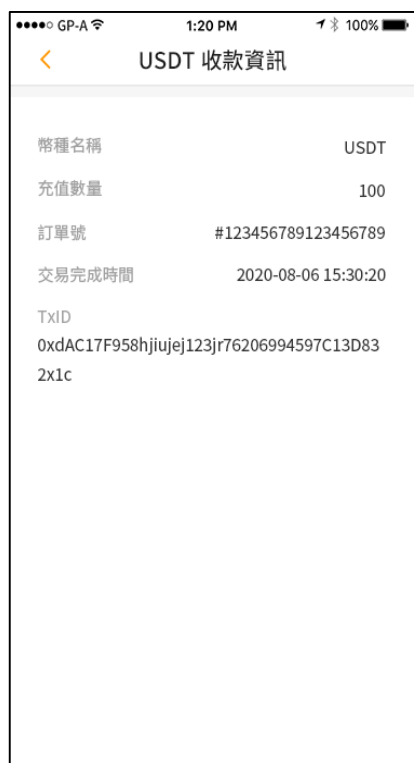 GP-A 1:20 PM 100%
USDT 收款資訊
幣種名稱 USDT
充值數量 100
訂單號 #123456789123456789
交易完成時間 2020-08-06 15:30:20
TxID
0xdAC17F958hjiujej123jr76206994597C13D83
2x1c